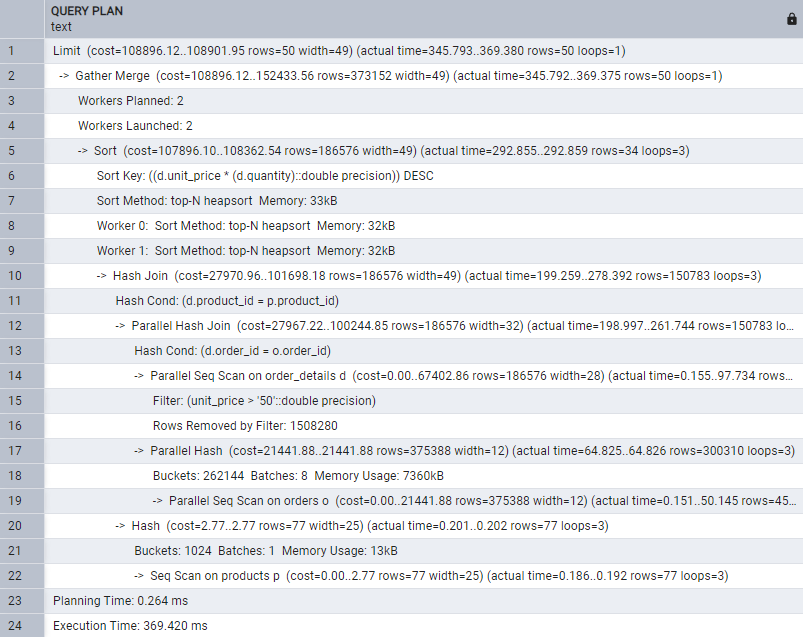 QUERY PLAN
text
1 Limit (cost=108896.12..108901.95 rows=50 width=49) (actual time=345.793..369.380 rows=50 loops=1)
2 -> Gather Merge (cost=108896.12..152433.56 rows=373152 width=49) (actual time=345.792..369.375 rows=50 loops=1)
3 Workers Planned: 2
4 Workers Launched: 2
5 -> Sort (cost=107896.10..108362.54 rows=186576 width=49) (actual time=292.855..292.859 rows=34 loops=3)
6 Sort Key: ((d.unit_price * (d.quantity)::double precision)) DESC
7 Sort Method: top-N heapsort Memory: 33kB
8 Worker 0: Sort Method: top-N heapsort Memory: 32kB
9 Worker 1: Sort Method: top-N heapsort Memory: 32kB
10 -> Hash Join (cost=27970.96..101698.18 rows=186576 width=49) (actual time=199.259..278.392 rows=150783 loops=3)
11 Hash Cond: (d.product_id = p.product_id)
12 -> Parallel Hash Join (cost=27967.22..100244.85 rows=186576 width=32) (actual time=198.997..261.744 rows=150783 lo...
13 Hash Cond: (d.order_id = o.order_id)
14 -> Parallel Seq Scan on order_details d (cost=0.00..67402.86 rows=186576 width=28) (actual time=0.155..97.734 rows...
15 Filter: (unit_price > '50'::double precision)
16 Rows Removed by Filter: 1508280
17 -> Parallel Hash (cost=21441.88..21441.88 rows=375388 width=12) (actual time=64.825..64.826 rows=300310 loops=3)
18 Buckets: 262144 Batches: 8 Memory Usage: 7360kB
19 -> Parallel Seq Scan on orders o (cost=0.00..21441.88 rows=375388 width=12) (actual time=0.151..50.145 rows=45...
20 -> Hash (cost=2.77..2.77 rows=77 width=25) (actual time=0.201..0.202 rows=77 loops=3)
21 Buckets: 1024 Batches: 1 Memory Usage: 13kB
22 -> Seq Scan on products p (cost=0.00..2.77 rows=77 width=25) (actual time=0.186..0.192 rows=77 loops=3)
23 Planning Time: 0.264 ms
24 Execution Time: 369.420 ms